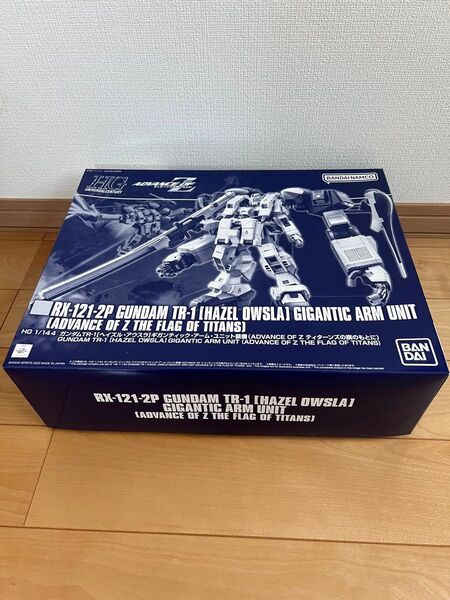 HG
UNIVERSAL CENTURY
ADVANCE OF Z
BANDAI NAMCO
RX-121-2P GUNDAM TR-1 [HAZEL OWSLA] GIGANTIC ARM UNIT
[ADVANCE OF Z THE FLAG OF TITANS]
HG 1/144 ガンダムTR-1[ヘイズル・アウスラ]ギガンティック・アーム・ユニット装備(ADVANCE OF Z ティターンズの旗のもとに)
GUNDAM TR-1 [HAZEL OWSLA] GIGANTIC ARM UNIT (ADVANCE OF Z THE FLAG OF TITANS)
BAN
DAI
RX-121-2P GUNDAM TR-1 [HAZEL OWSLA]
GIGANTIC ARM UNIT
[ADVANCE OF Z THE FLAG OF TITANS]